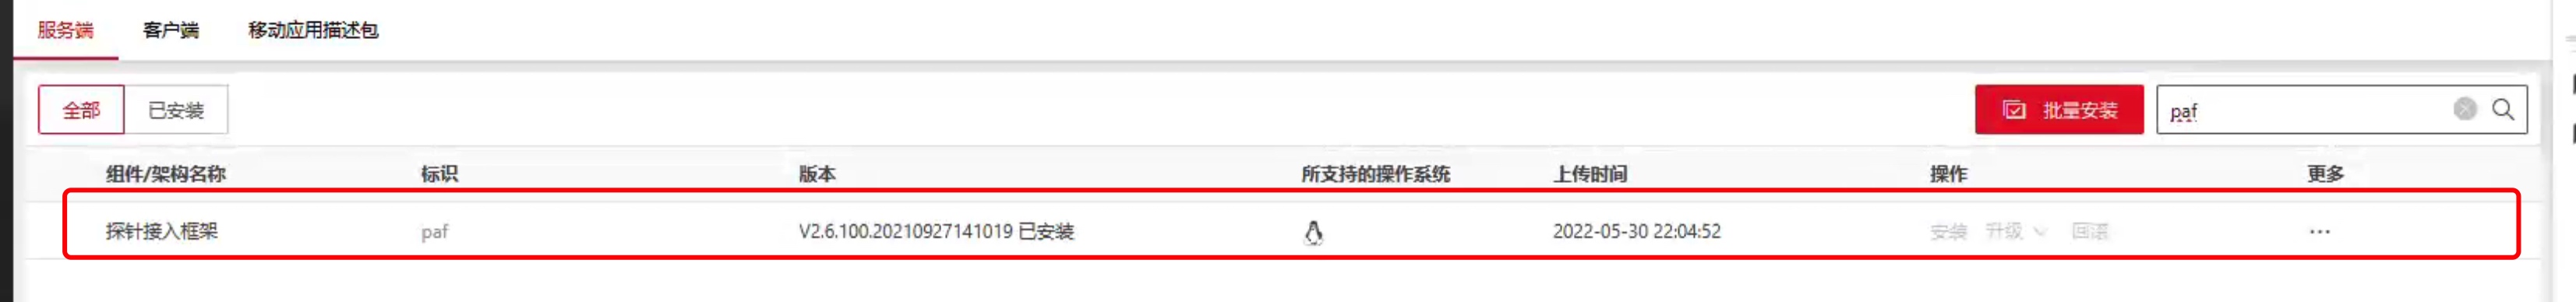 服务端 客户端 移动应用描述包
全部 已安装 批量安装 paf
组件/架构名称 标识 版本 所支持的操作系统 上传时间 操作 更多
探针接入框架 paf V2.6.100.20210927141019 已安装 2022-05-30 22:04:52 安装 升级 回滚 ...